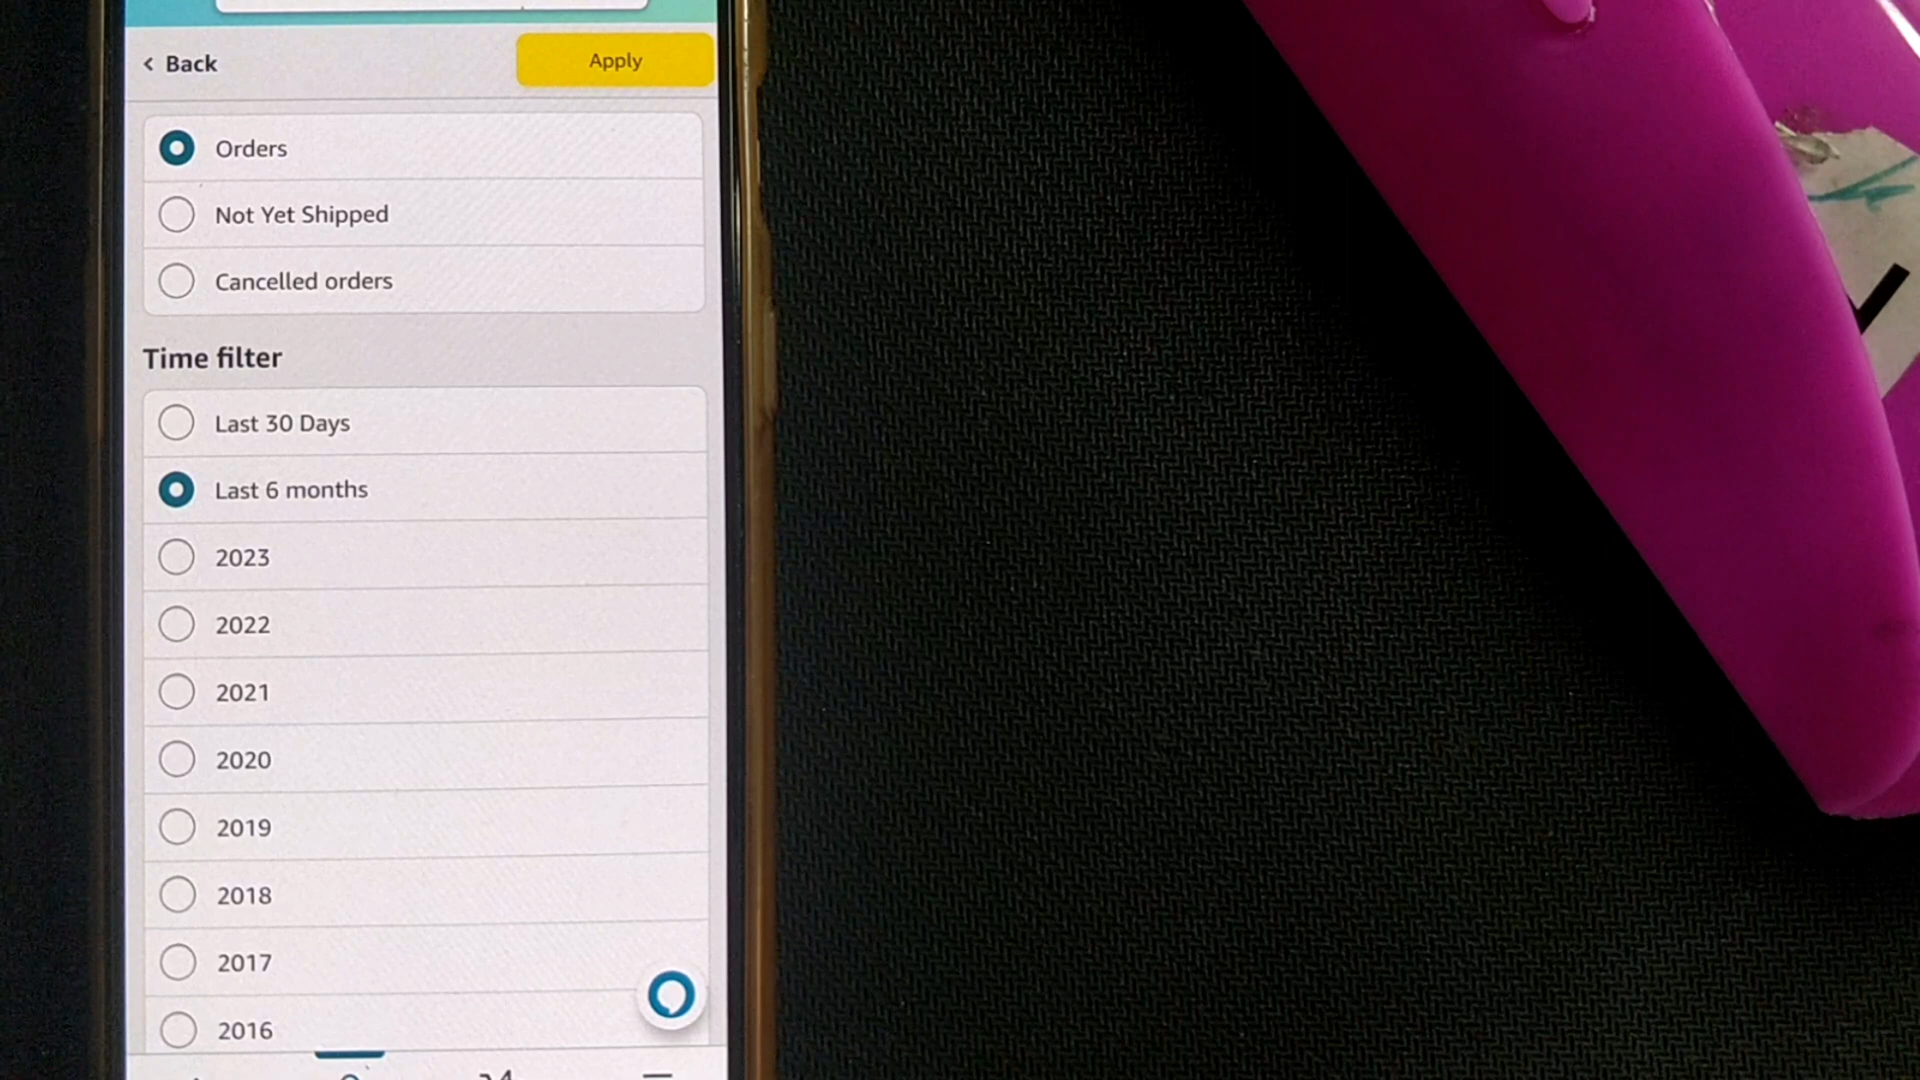 Back
Apply
Orders
Not Yet Shipped
Cancelled orders
Time filter
Last 30 Days
Last 6 months
2023
2022
2021
2020
2019
2018
2017
2016